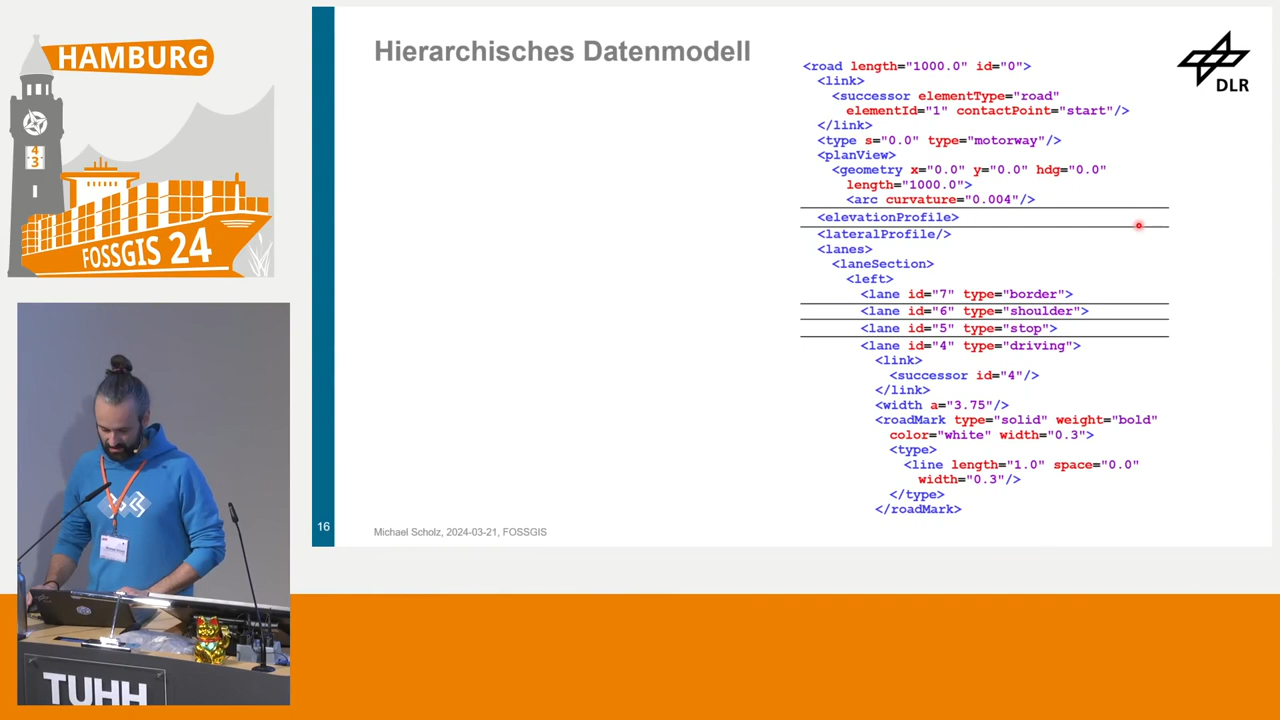 HAMBURG
4
3
FOSSGIS 24
Hierarchisches Datenmodell
DLR
<road length="1000.0" id="0">
<link>
<successor elementType="road"
elementId="1" contactPoint="start"/>
</link>
<type s="0.0" type="motorway"/>
<planView>
<geometry x="0.0" y="0.0" hdg="0.0"
length="1000.0">
<arc curvature="0.004"/>
<elevationProfile>
<lateralProfile/>
<lanes>
<laneSection>
<left>
<lane id="7" type="border">
<lane id="6" type="shoulder">
<lane id="5" type="stop">
<lane id="4" type="driving">
<link>
<successor id="4"/>
</link>
<width a="3.75"/>
<roadMark type="solid" weight="bold"
color="white" width="0.3">
<type>
<line length="1.0" space="0.0"
width="0.3"/>
</type>
</roadMark>
16
Michael Scholz, 2024-03-21, FOSSGIS
TUHH